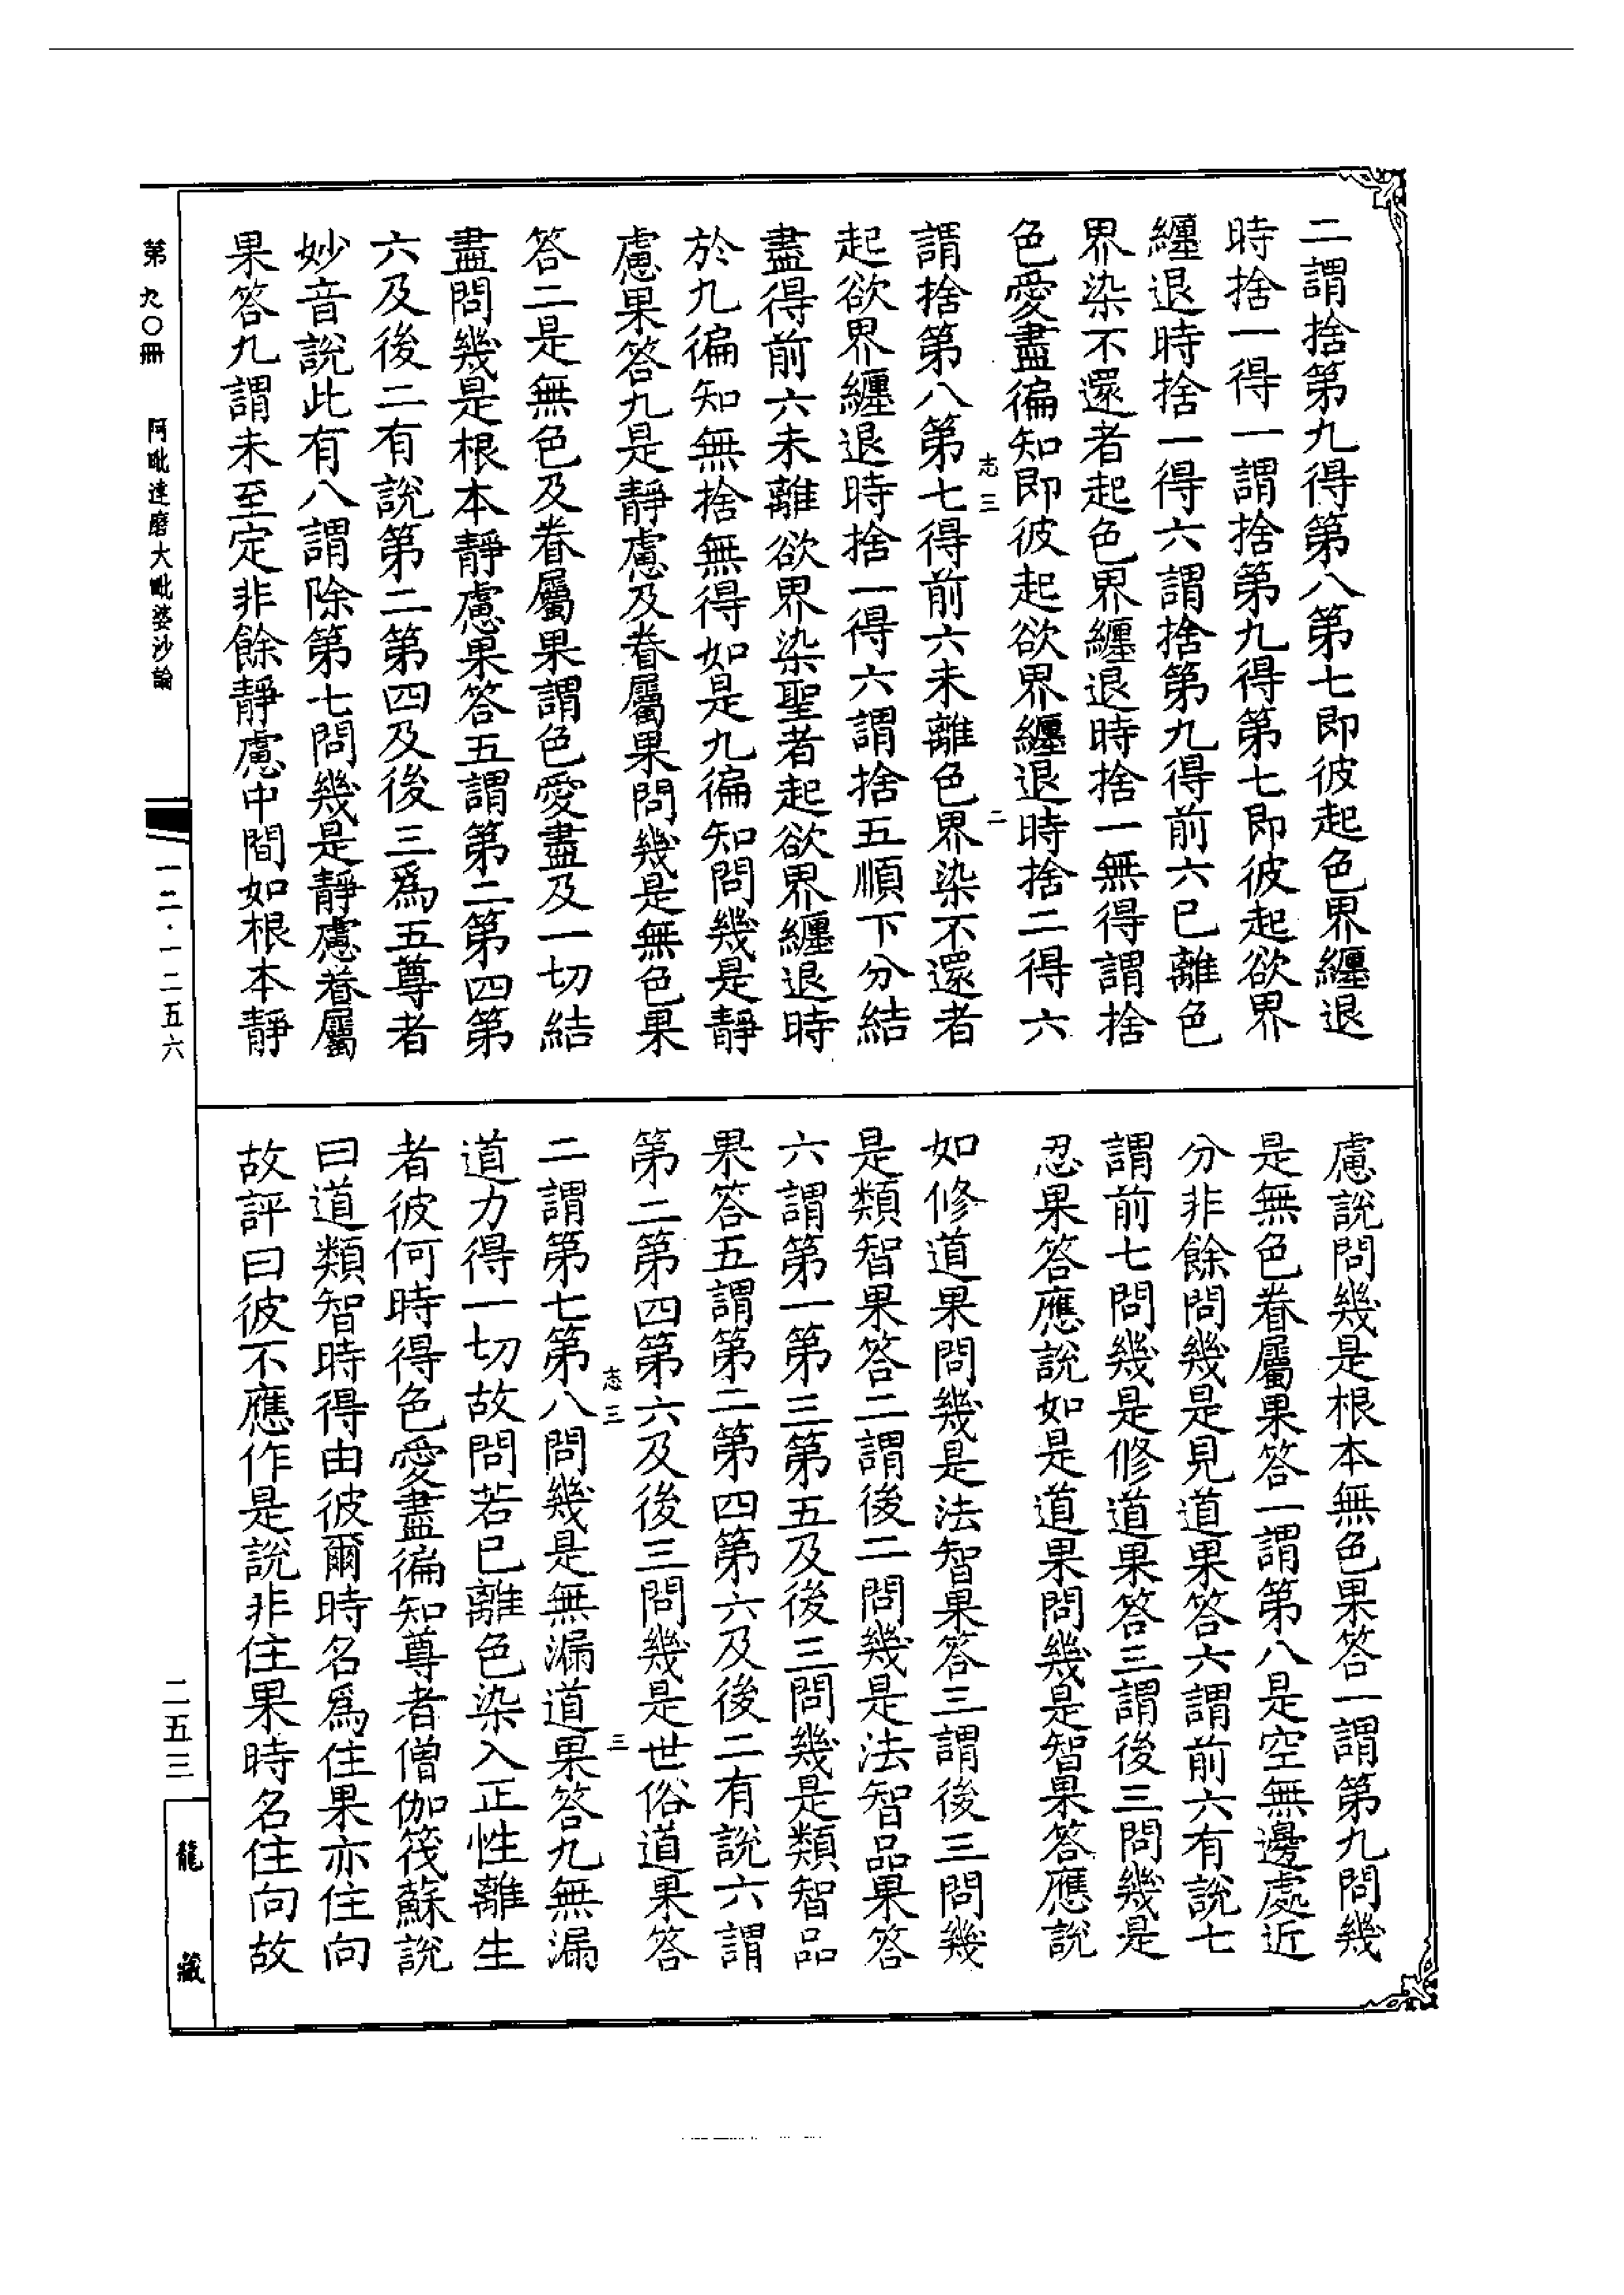 二謂捨第九得第八第七即彼起色界纏退
時捨一得一謂捨第九得第七即彼起欲界
纏退時捨一得六謂捨第九得前六已離色
界染不還者起色界纏退時捨一無得謂捨
色愛盡徧知即彼起欲界纏退時捨二得六
志三 二
謂捨第八第七得前六未離色界染不還者
起欲界纏退時捨一得六謂捨五順下分結
盡得前六未離欲界染聖者起欲界纏退時
於九徧知無捨無得如是九徧知問幾是靜
慮果答九是靜慮及眷屬果問幾是無色果
答二是無色及眷屬果謂色愛盡及一切結
盡問幾是根本靜慮果答五謂第二第四第
六及後二有說第二第四及後三為五尊者
妙音說此有八謂除第七問幾是靜慮眷屬
果答九謂未至定非餘靜慮中間如根本靜
慮說問幾是根本無色果答一謂第九問幾
是無色眷屬果答一謂第八是空無邊處近
分非餘問幾是見道果答六謂前六有說七
謂前七問幾是修道果答三謂後三問幾是
忍果答應說如是道果問幾是智果答應說
如修道果問幾是法智果答三謂後三問幾
是類智果答二謂後二問幾是法智品果答
六謂第一第三第五及後三問幾是類智品
果答五謂第二第四第六及後二有說六謂
第二第四第六及後三問幾是世俗道果答
志三 三
二謂第七第八問幾是無漏道果答九無漏
道力得一切故問若已離色染入正性離生
者彼何時得色愛盡徧知尊者僧伽筏蘇說
曰道類智時得由彼爾時名為住果亦住向
故評曰彼不應作是說非住果時名住向故
第九〇冊 阿毗達磨大毗婆沙論
一二·一二五六
二五三
龍藏